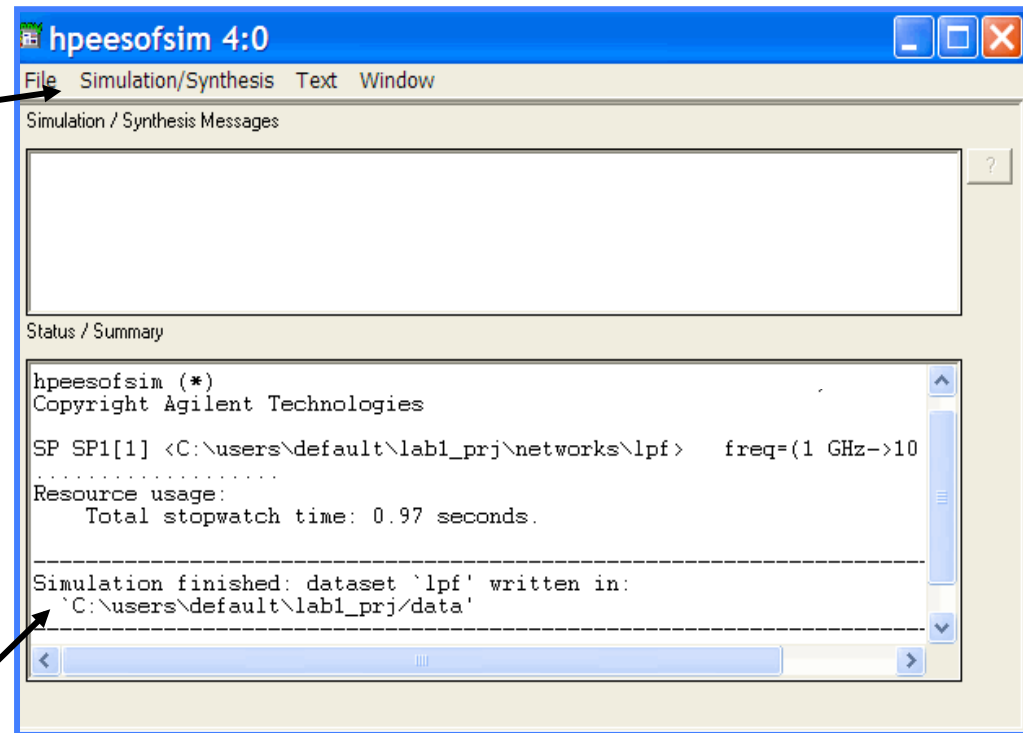 hpeesofsim 4:0
File Simulation/Synthesis Text Window
Simulation / Synthesis Messages
?
Status / Summary
hpeesofsim (*)
Copyright Agilent Technologies
SP SP1[1] <C:\users\default\lab1_prj\networks\lpf> freq=(1 GHz->10
...................
Resource usage:
Total stopwatch time: 0.97 seconds.
--------------------------------------------------------------------
Simulation finished: dataset `lpf' written in:
`C:\users\default\lab1_prj/data'
--------------------------------------------------------------------